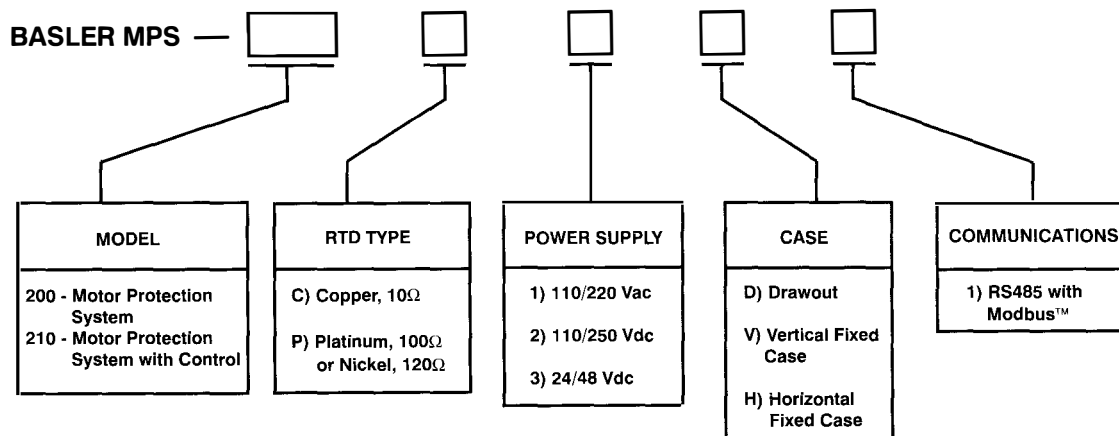 BASLER MPS —
MODEL
200 - Motor Protection
System
210 - Motor Protection
System with Control
RTD TYPE
C) Copper, 10Ω
P) Platinum, 100Ω
or Nickel, 120Ω
POWER SUPPLY
1) 110/220 Vac
2) 110/250 Vdc
3) 24/48 Vdc
CASE
D) Drawout
V) Vertical Fixed
Case
H) Horizontal
Fixed Case
COMMUNICATIONS
1) RS485 with
Modbus™